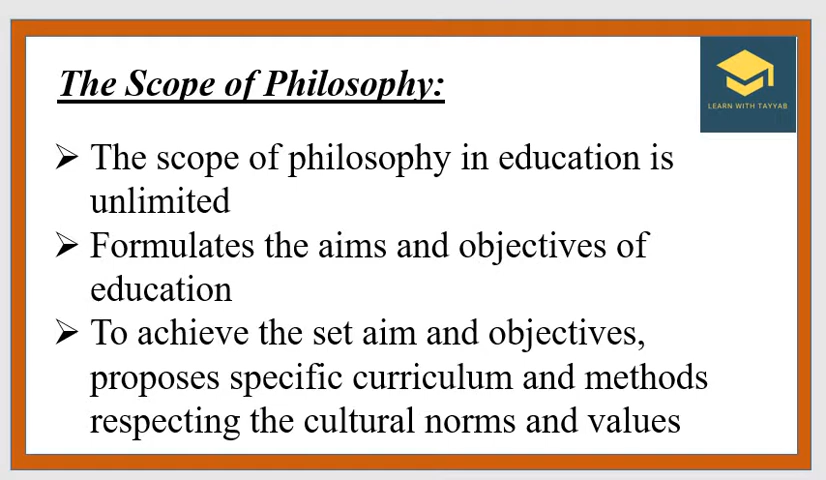 The Scope of Philosophy:
LEARN WITH TAYYAB
➢ The scope of philosophy in education is
unlimited
➢ Formulates the aims and objectives of
education
➢ To achieve the set aim and objectives,
proposes specific curriculum and methods
respecting the cultural norms and values